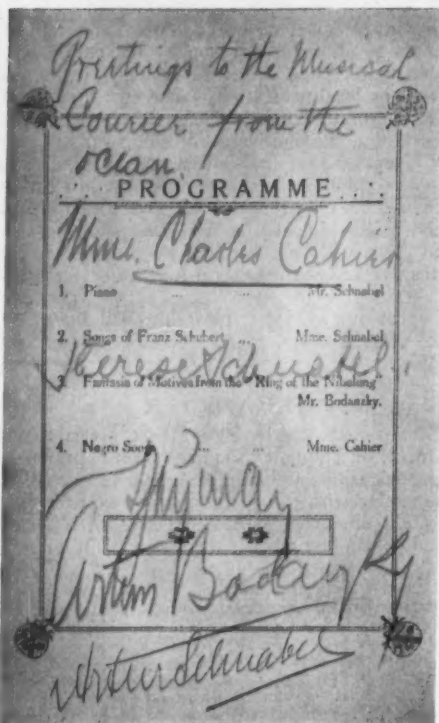 Greetings to the Musical
Courier from the
ocean.
PROGRAMME
Mme. Charles Cahier
1. Piano ... ... Mr. Schnabel
2. Songs of Franz Schubert ... Mme. Schnabel
Therese Schnabel.
3. Fantasia of Motives from the "Ring of the Nibelung"
Mr. Bodanzky.
4. Negro Songs ... ... Mme. Cahier
Artur Bodanzky
Artur Schnabel